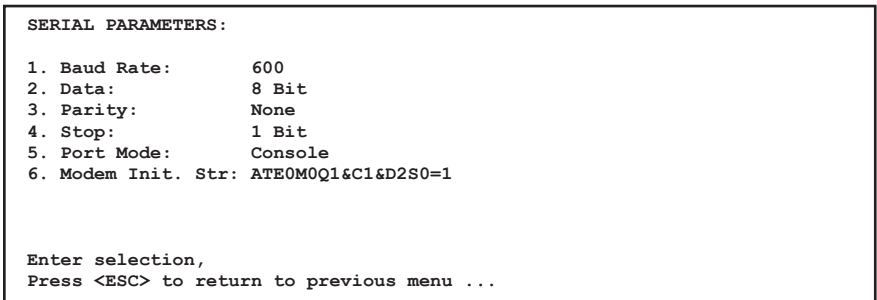 SERIAL PARAMETERS:
1. Baud Rate: 600
2. Data: 8 Bit
3. Parity: None
4. Stop: 1 Bit
5. Port Mode: Console
6. Modem Init. Str: ATE0M0Q1&C1&D2S0=1
Enter selection,
Press <ESC> to return to previous menu ...